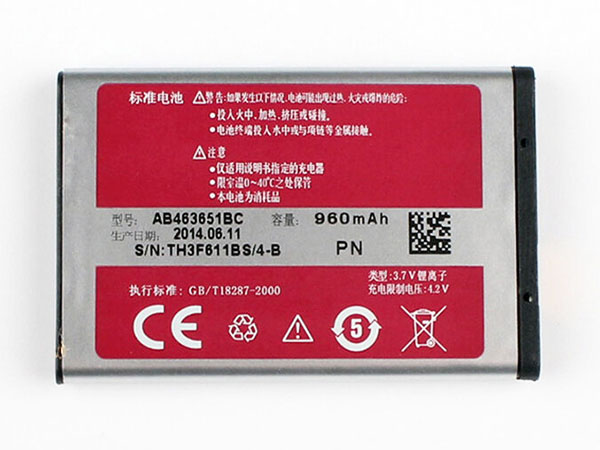 标准电池
警告:如果发生以下情况,电池可能出现过热、火灾或爆炸的危险:
•投入火中、加热、挤压或碰撞。
•电池终端投入水中或与项链等金属接触。
注意
•仅适用说明书指定的充电器
•限室温0~40℃之处保管
•本电池为消耗品
型号: AB463651BC 容量: 960mAh
生产日期: 2014.06.11
S/N:TH3F611BS/4-B PN
类型:3.7V锂离子
充电限制电压:4.2V
执行标准: GB/T18287-2000
CE
5